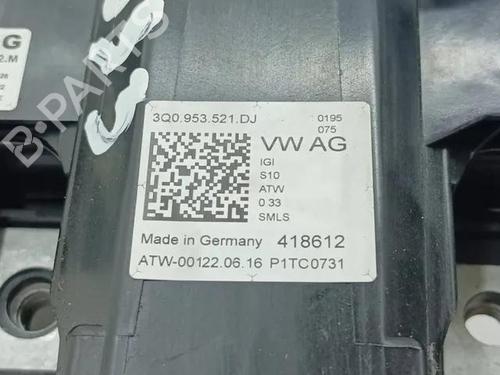 G
2.M
B-PARTS
3Q0.953.521.DJ
0195
075
VW AG
IGI
S10
ATW
0 33
SMLS
Made in Germany 418612
ATW-00122.06.16 P1TC0731